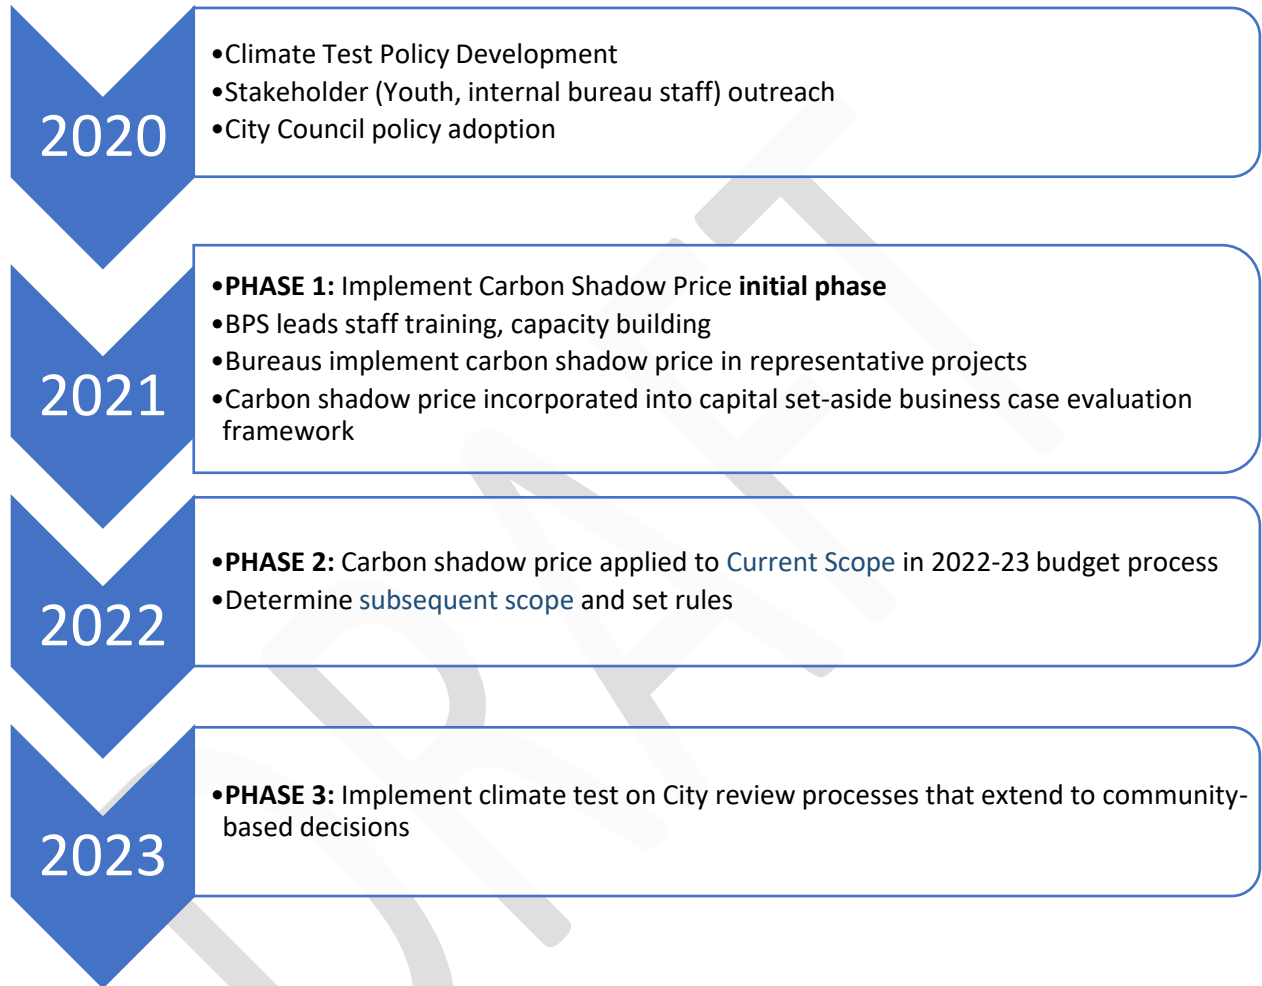 2020
•Climate Test Policy Development
•Stakeholder (Youth, internal bureau staff) outreach
•City Council policy adoption
2021
•PHASE 1: Implement Carbon Shadow Price initial phase
•BPS leads staff training, capacity building
•Bureaus implement carbon shadow price in representative projects
•Carbon shadow price incorporated into capital set-aside business case evaluation
framework
2022
•PHASE 2: Carbon shadow price applied to Current Scope in 2022-23 budget process
•Determine subsequent scope and set rules
2023
•PHASE 3: Implement climate test on City review processes that extend to community-
based decisions
DRAFT